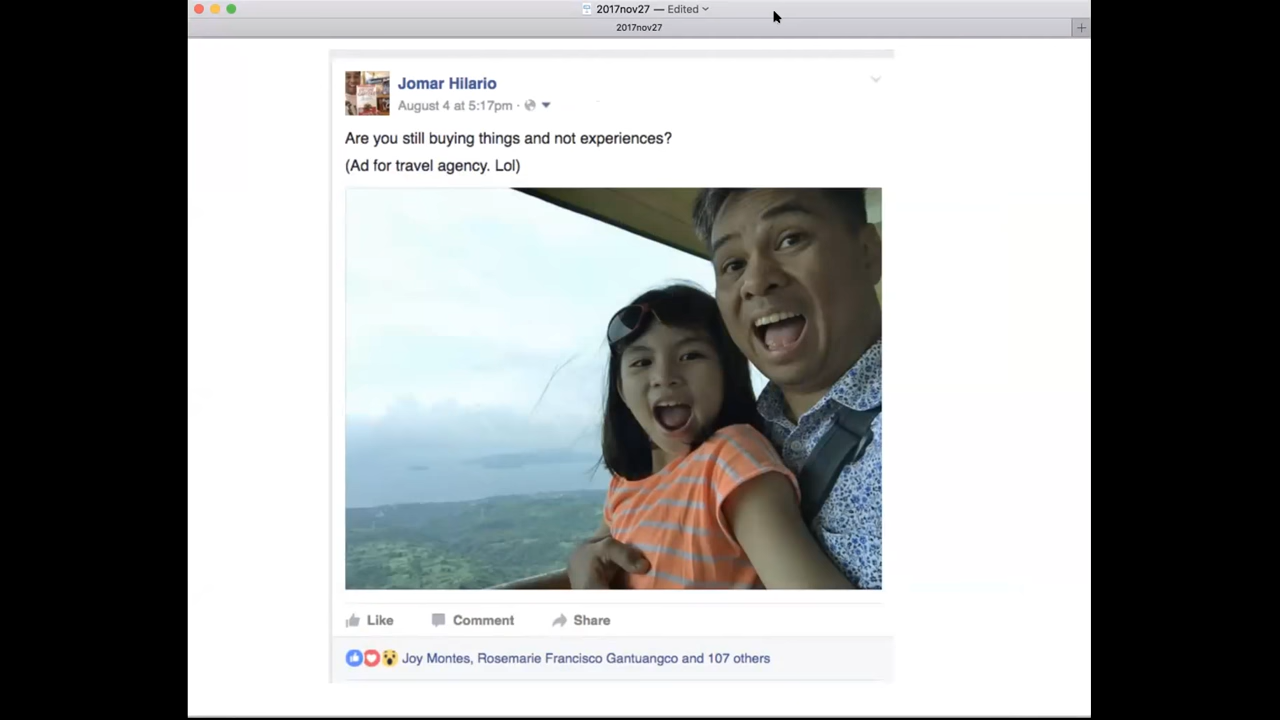 2017nov27 — Edited
2017nov27
Jomar Hilario
August 4 at 5:17pm ·
Are you still buying things and not experiences?
(Ad for travel agency. Lol)
Like Comment Share
Joy Montes, Rosemarie Francisco Gantuangco and 107 others